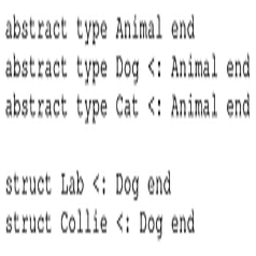 abstract type Animal end
abstract type Dog <: Animal end
abstract type Cat <: Animal end
struct Lab <: Dog end
struct Collie <: Dog end